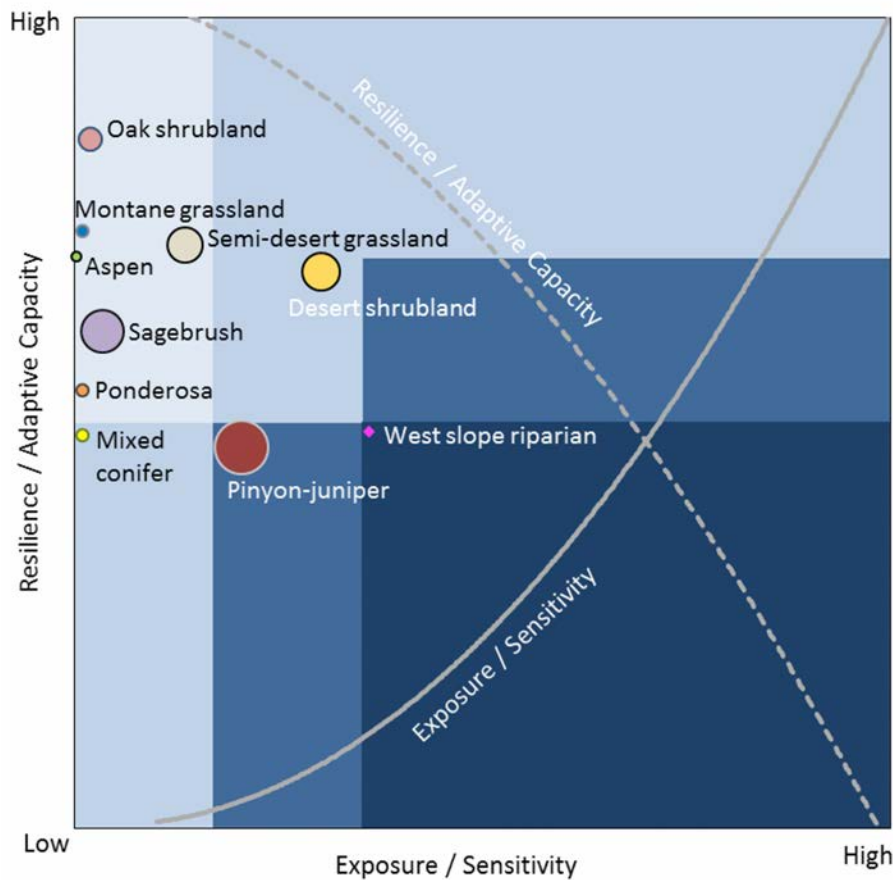 High
Resilience / Adaptive Capacity
Oak shrubland
Montane grassland
Semi-desert grassland
Aspen
Desert shrubland
Sagebrush
Resilience / Adaptive Capacity
Ponderosa
Mixed
conifer
West slope riparian
Pinyon-juniper
Exposure / Sensitivity
Low
High
Exposure / Sensitivity